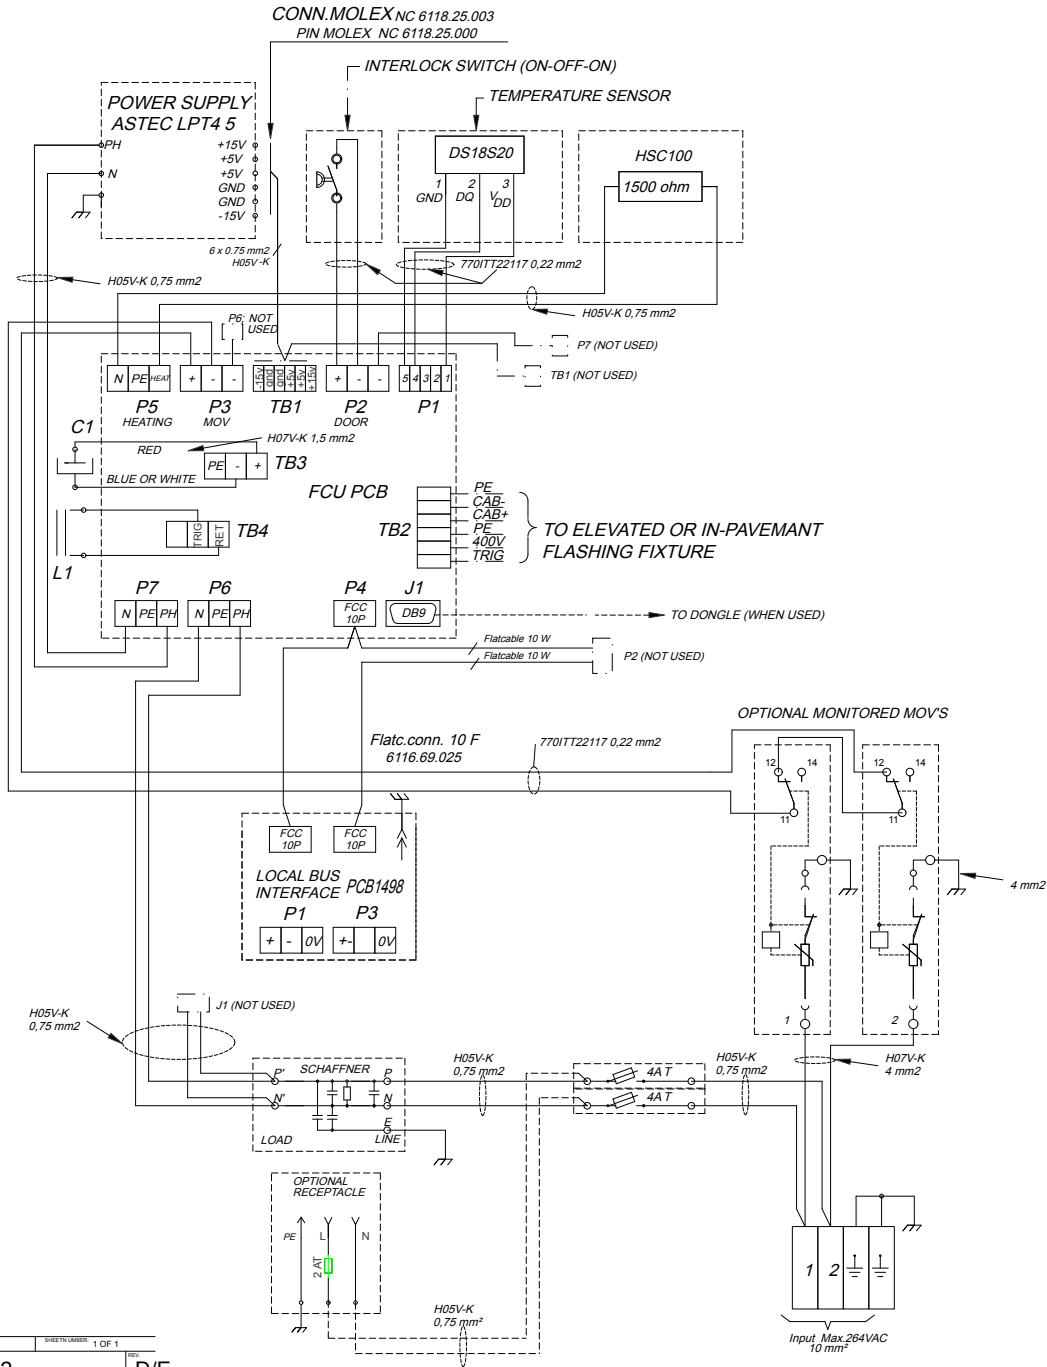 CONN.MOLEX NC 6118.25.003
PIN MOLEX NC 6118.25.000
INTERLOCK SWITCH (ON-OFF-ON)
TEMPERATURE SENSOR
POWER SUPPLY
ASTEC LPT4 5
PH
N
+15V
+5V
+5V
GND
GND
-15V
DS18S20
1
2
3
GND
DQ
VDD
HSC100
1500 ohm
6 x 0.75 mm2
H05V -K
770ITT22117 0,22 mm2
H05V-K 0,75 mm2
H05V-K 0,75 mm2
P6: NOT
USED
P7 (NOT USED)
TB1 (NOT USED)
N PE HEAT
+ - -
-15v gnd gnd +5v +5v +15v
+ - -
5 4 3 2 1
P5
HEATING
P3
MOV
TB1
P2
DOOR
P1
C1
RED
H07V-K 1,5 mm2
PE - +
TB3
BLUE OR WHITE
FCU PCB
TB2
PE
CAB-
CAB+
PE
400V
TRIG
TO ELEVATED OR IN-PAVEMANT
FLASHING FIXTURE
TRIG
RET
TB4
L1
P7
P6
P4
J1
N PE PH
N PE PH
FCC
10P
DB9
TO DONGLE (WHEN USED)
Flatcable 10 W
Flatcable 10 W
P2 (NOT USED)
OPTIONAL MONITORED MOV'S
Flatc.conn. 10 F
6116.69.025
770ITT22117 0,22 mm2
12
14
11
12
14
11
FCC
10P
FCC
10P
LOCAL BUS
INTERFACE
PCB1498
P1
P3
+ - 0V
+- 0V
4 mm2
1
2
J1 (NOT USED)
H05V-K
0,75 mm2
H05V-K
0,75 mm2
H05V-K
0,75 mm2
H07V-K
4 mm2
SCHAFFNER
P'
P
N'
N
E
LOAD
LINE
4A T
4A T
OPTIONAL
RECEPTACLE
PE
L
N
2 AT
H05V-K
0,75 mm²
1
2
Input Max.264VAC
10 mm²
SHEETN UMBER: 1 OF 1
REV.